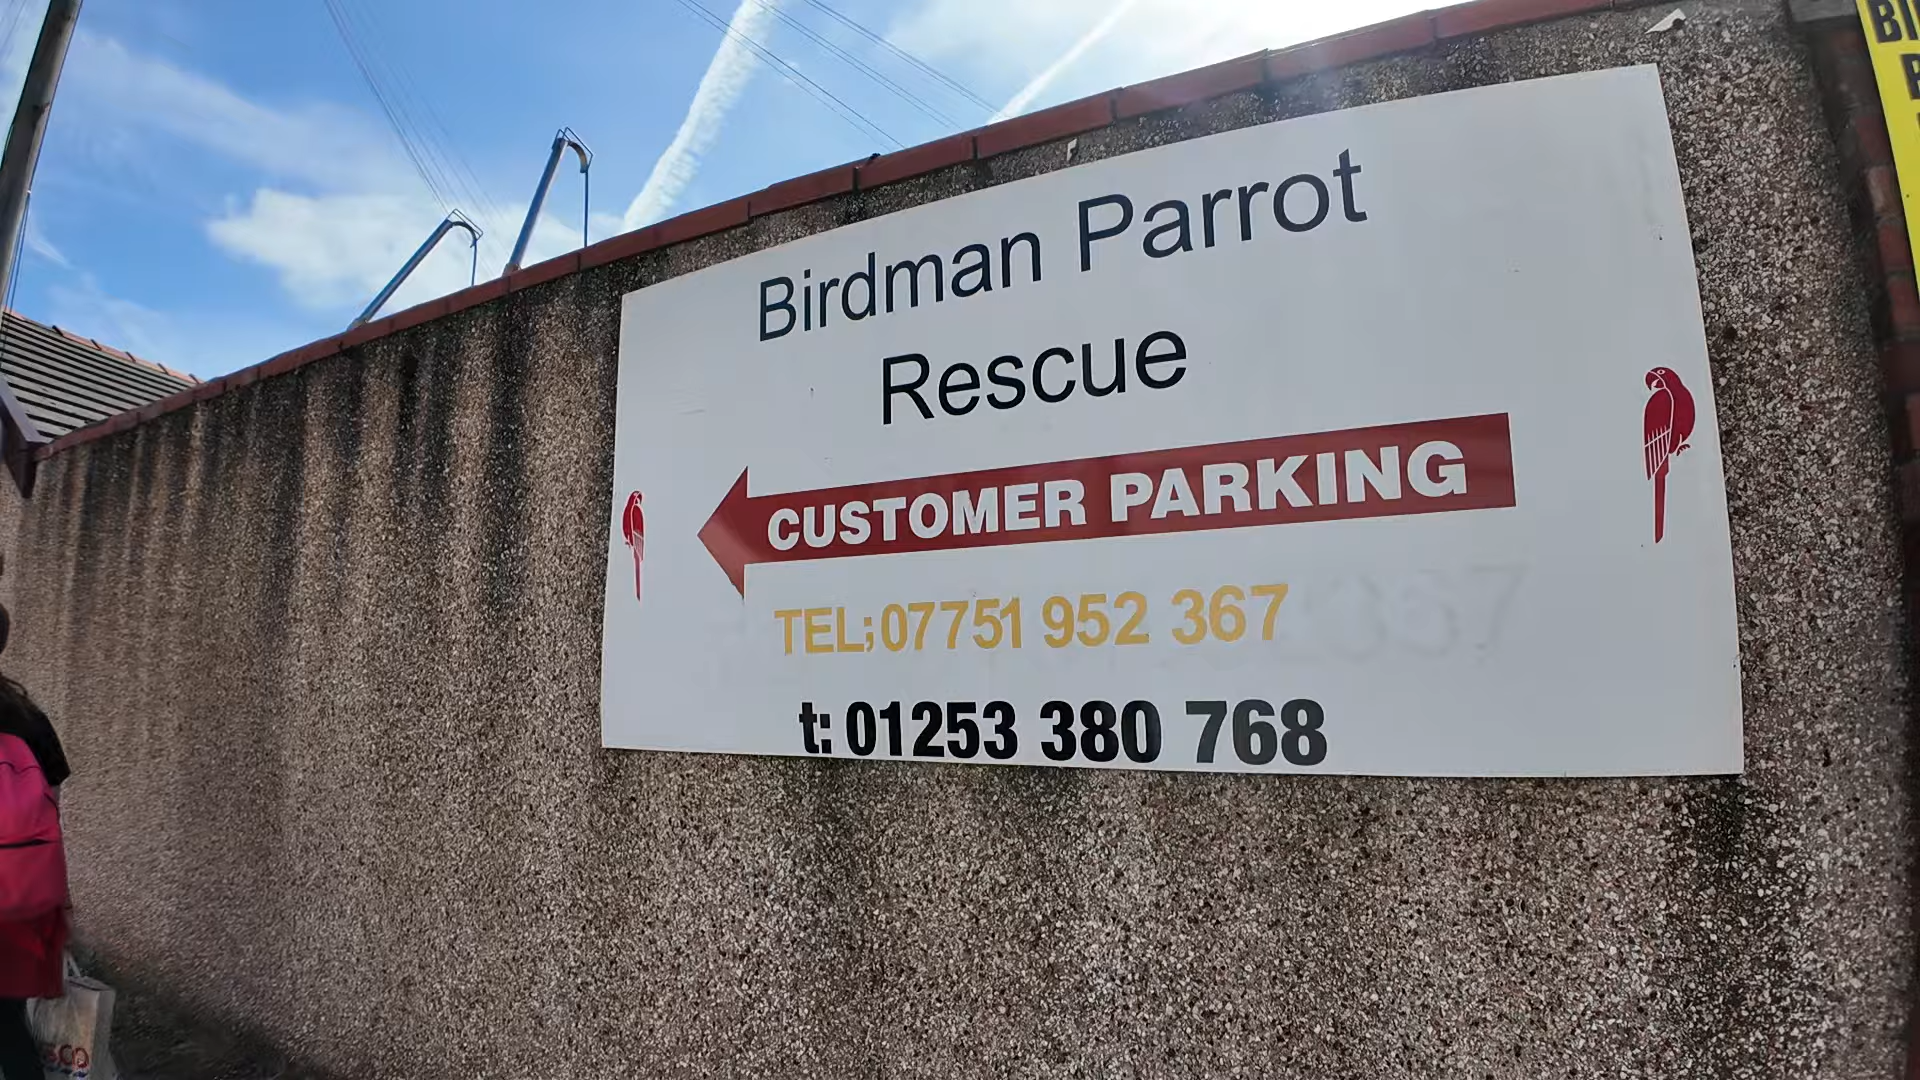 Birdman Parrot
Rescue
CUSTOMER PARKING
TEL;07751 952 367
t: 01253 380 768